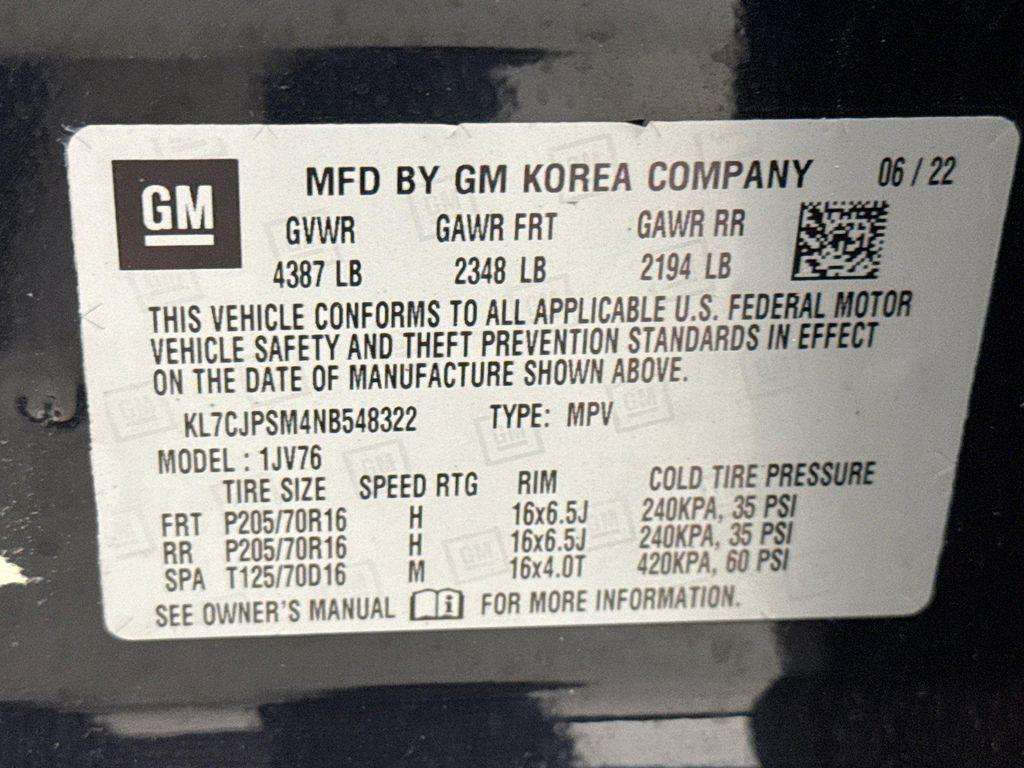 GM
MFD BY GM KOREA COMPANY 06 / 22
GVWR GAWR FRT GAWR RR
4387 LB 2348 LB 2194 LB
THIS VEHICLE CONFORMS TO ALL APPLICABLE U.S. FEDERAL MOTOR
VEHICLE SAFETY AND THEFT PREVENTION STANDARDS IN EFFECT
ON THE DATE OF MANUFACTURE SHOWN ABOVE.
KL7CJPSM4NB548322 TYPE: MPV
MODEL : 1JV76
TIRE SIZE SPEED RTG RIM COLD TIRE PRESSURE
FRT P205/70R16 H 16x6.5J 240KPA, 35 PSI
RR P205/70R16 H 16x6.5J 240KPA, 35 PSI
SPA T125/70D16 M 16x4.0T 420KPA, 60 PSI
SEE OWNER'S MANUAL i FOR MORE INFORMATION.